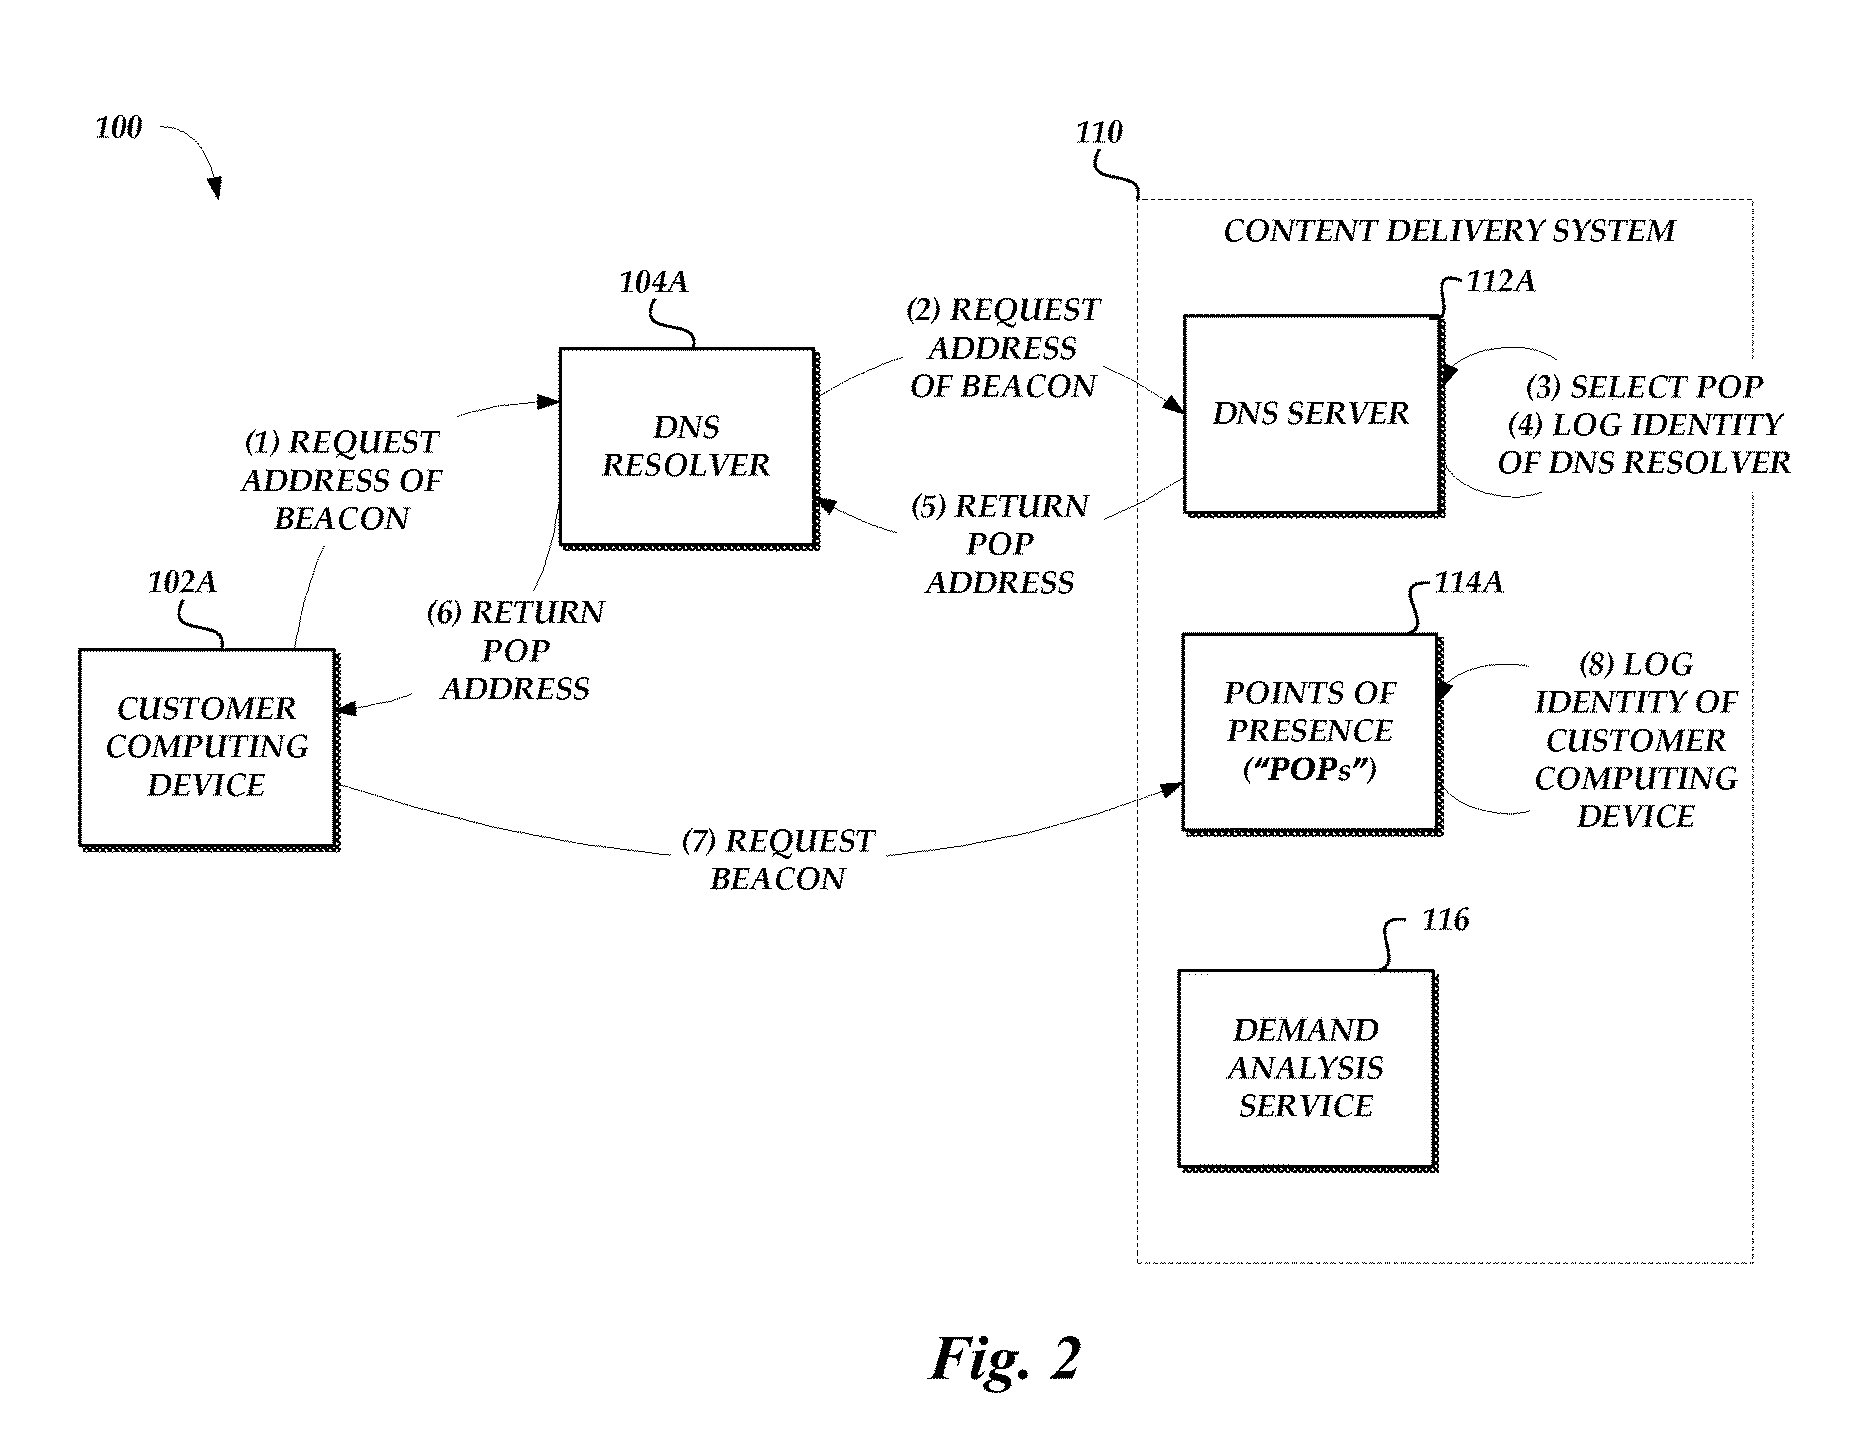 100
110
CONTENT DELIVERY SYSTEM
104A
112A
(2) REQUEST
ADDRESS
OF BEACON
DNS
RESOLVER
DNS SERVER
(3) SELECT POP
(4) LOG IDENTITY
OF DNS RESOLVER
(1) REQUEST
ADDRESS OF
BEACON
(5) RETURN
POP
ADDRESS
102A
114A
(6) RETURN
POP
ADDRESS
CUSTOMER
COMPUTING
DEVICE
POINTS OF
PRESENCE
(“POPs”)
(8) LOG
IDENTITY OF
CUSTOMER
COMPUTING
DEVICE
(7) REQUEST
BEACON
116
DEMAND
ANALYSIS
SERVICE
Fig. 2